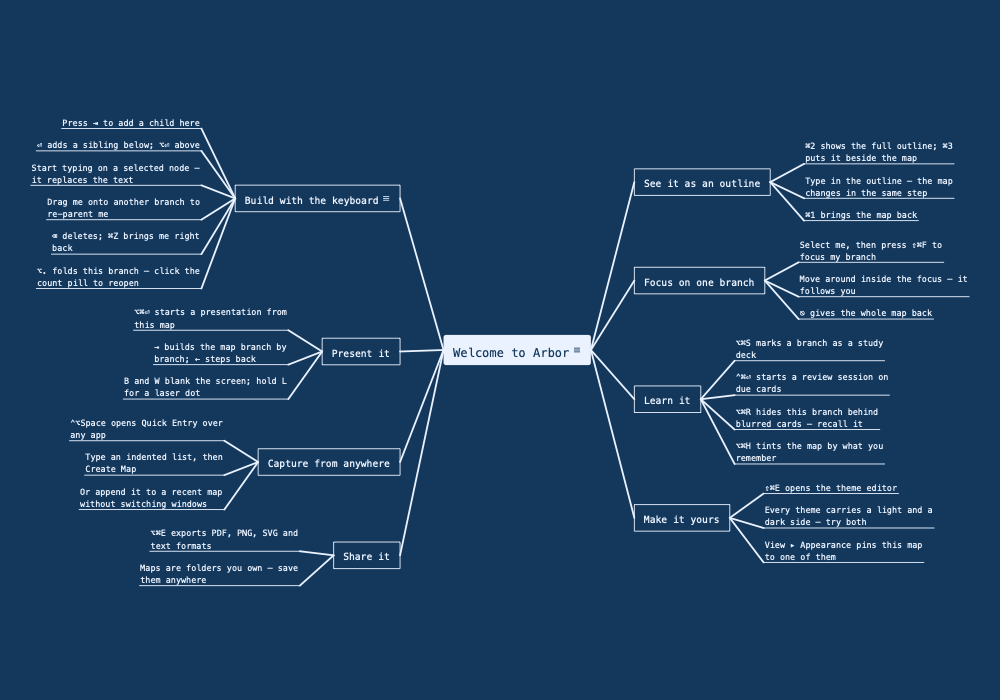 Welcome to Arbor ≡
Build with the keyboard ≡
Press ⇥ to add a child here
⏎ adds a sibling below; ⌥⏎ above
Start typing on a selected node —
it replaces the text
Drag me onto another branch to
re-parent me
⌫ deletes; ⌘Z brings me right
back
⌥. folds this branch — click the
count pill to reopen
Present it
⌥⌘⏎ starts a presentation from
this map
→ builds the map branch by
branch; ← steps back
B and W blank the screen; hold L
for a laser dot
Capture from anywhere
⌃⌥Space opens Quick Entry over
any app
Type an indented list, then
Create Map
Or append it to a recent map
without switching windows
Share it
⌥⌘E exports PDF, PNG, SVG and
text formats
Maps are folders you own — save
them anywhere
See it as an outline
⌘2 shows the full outline; ⌘3
puts it beside the map
Type in the outline — the map
changes in the same step
⌘1 brings the map back
Focus on one branch
Select me, then press ⇧⌘F to
focus my branch
Move around inside the focus — it
follows you
⎋ gives the whole map back
Learn it
⌥⌘S marks a branch as a study
deck
⌃⌘⏎ starts a review session on
due cards
⌥⌘R hides this branch behind
blurred cards — recall it
⌥⌘H tints the map by what you
remember
Make it yours
⇧⌘E opens the theme editor
Every theme carries a light and a
dark side — try both
View ▸ Appearance pins this map
to one of them